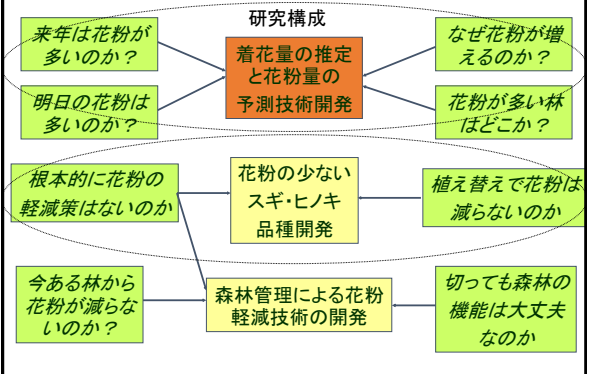 研究構成
来年は花粉が
多いのか？
着花量の推定
と花粉量の
予測技術開発
なぜ花粉が増
えるのか？
明日の花粉は
多いのか？
花粉が多い林
はどこか？
根本的に花粉の
軽減策はないのか
花粉の少ない
スギ・ヒノキ
品種開発
植え替えで花粉は
減らないのか
今ある林から
花粉が減らな
いのか？
森林管理による花粉
軽減技術の開発
切っても森林の
機能は大丈夫
なのか